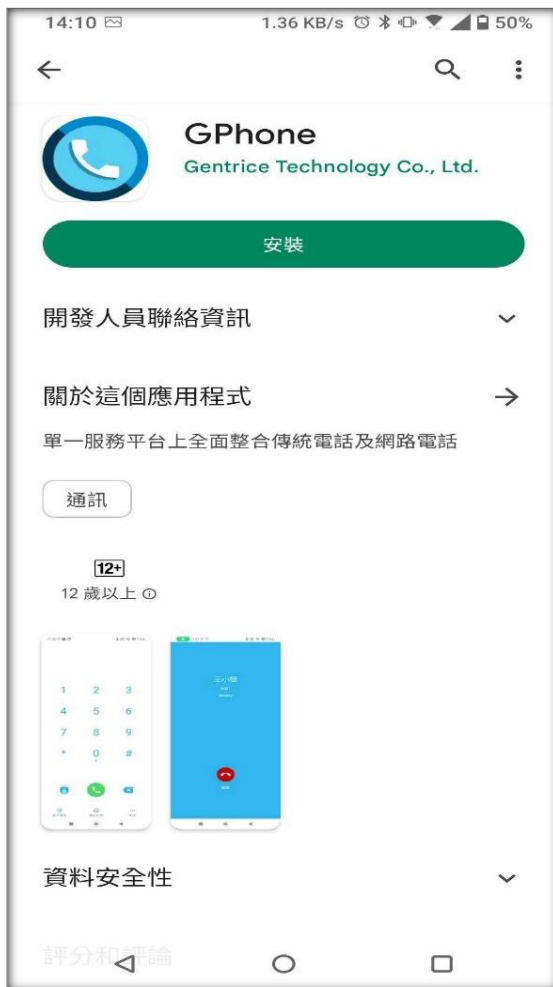 14:10 1.36 KB/s 50%
GPhone
Gentrice Technology Co., Ltd.
安裝
開發人員聯絡資訊
關於這個應用程式
單一服務平台上全面整合傳統電話及網路電話
通訊
12+
12 歲以上
1 2 3
4 5 6
7 8 9
* 0 #
資料安全性
評分和評論